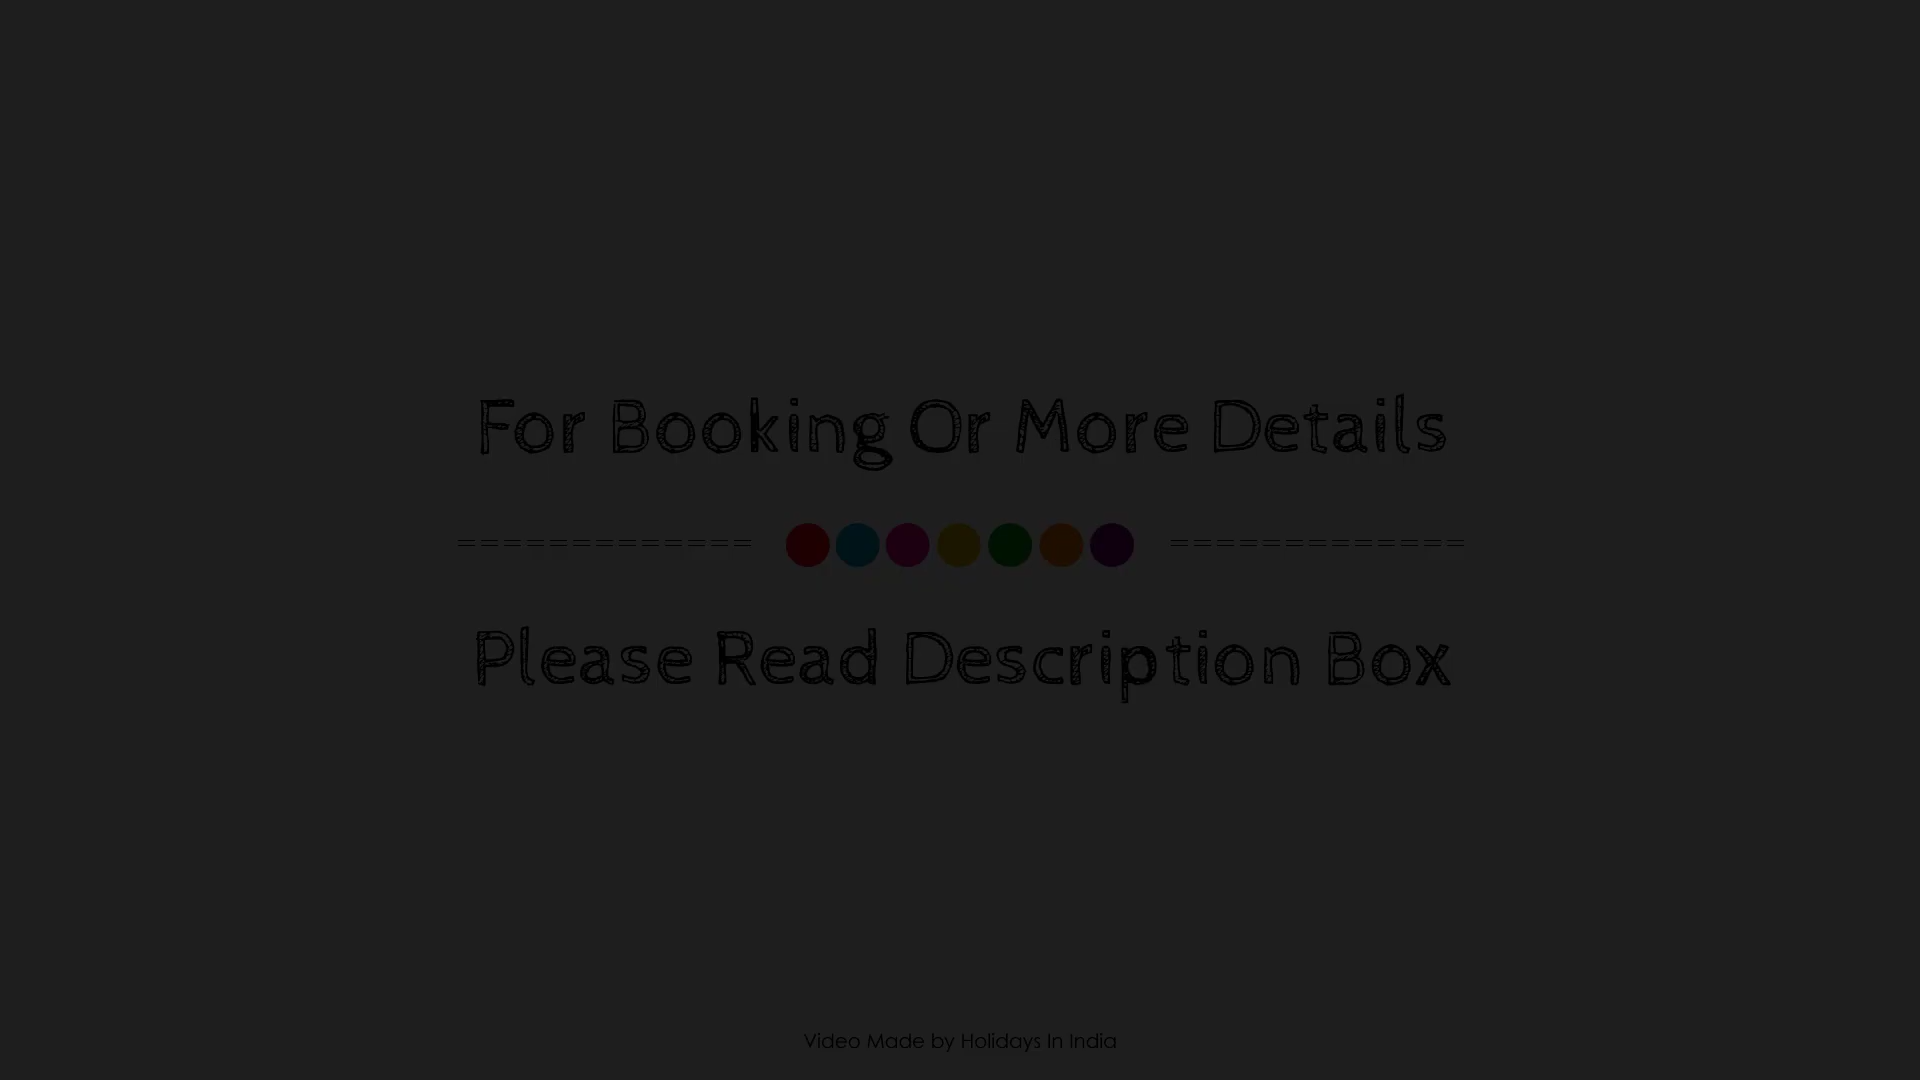 For Booking Or More Details
============= =============
Please Read Description Box
Video Made by Holidays In India